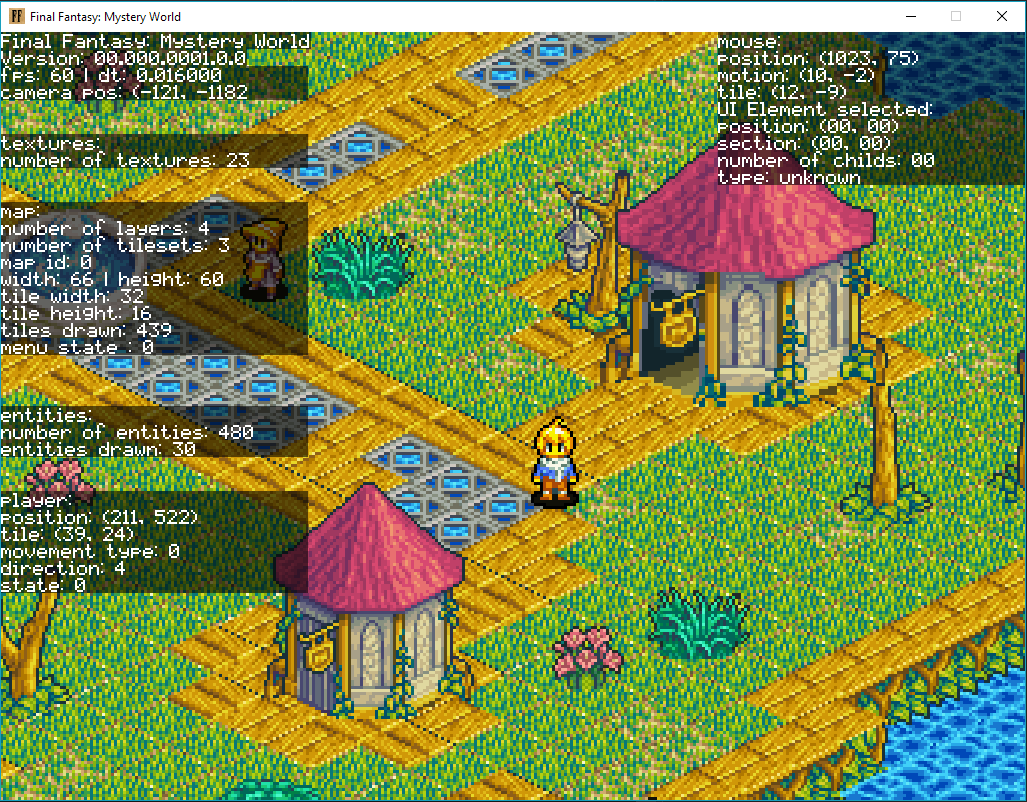 FF Final Fantasy: Mystery World
Final Fantasy: Mystery World
Version: 00.000.0001.0.0
fps: 60 | dt: 0.016000
camera pos: (-121, -1182
textures:
number of textures: 23
map:
number of layers: 4
number of tilesets: 3
map id: 0
width: 66 | height: 60
tile width: 32
tile height: 16
tiles drawn: 439
menu state : 0
entities:
number of entities: 480
entities drawn: 30
player:
position: (211, 522)
tile: (39, 24)
movement type: 0
direction: 4
state: 0
mouse:
position: (1023, 75)
motion: (10, -2)
tile: (12, -9)
UI Element selected:
position: (00, 00)
section: (00, 00)
number of childs: 00
type: unknown